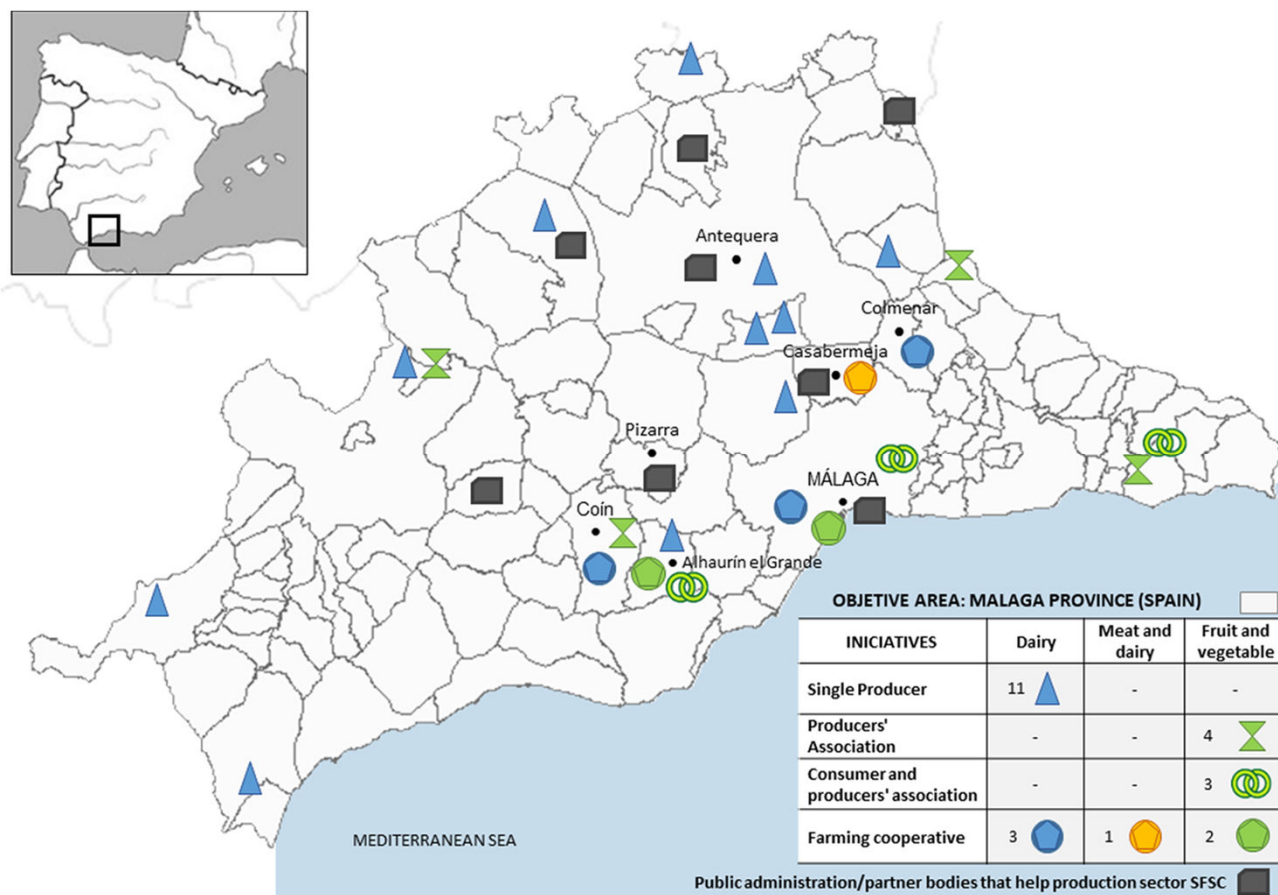 Antequera
Colmenar
Casabermeja
Pizarra
MÁLAGA
Coín
Alhaurín el Grande
OBJETIVE AREA: MALAGA PROVINCE (SPAIN)
INICIATIVES Dairy Meat and dairy Fruit and vegetable
Single Producer 11 - -
Producers' Association - - 4
Consumer and producers' association - - 3
Farming cooperative 3 1 2
MEDITERRANEAN SEA
Public administration/partner bodies that help production sector SFSC